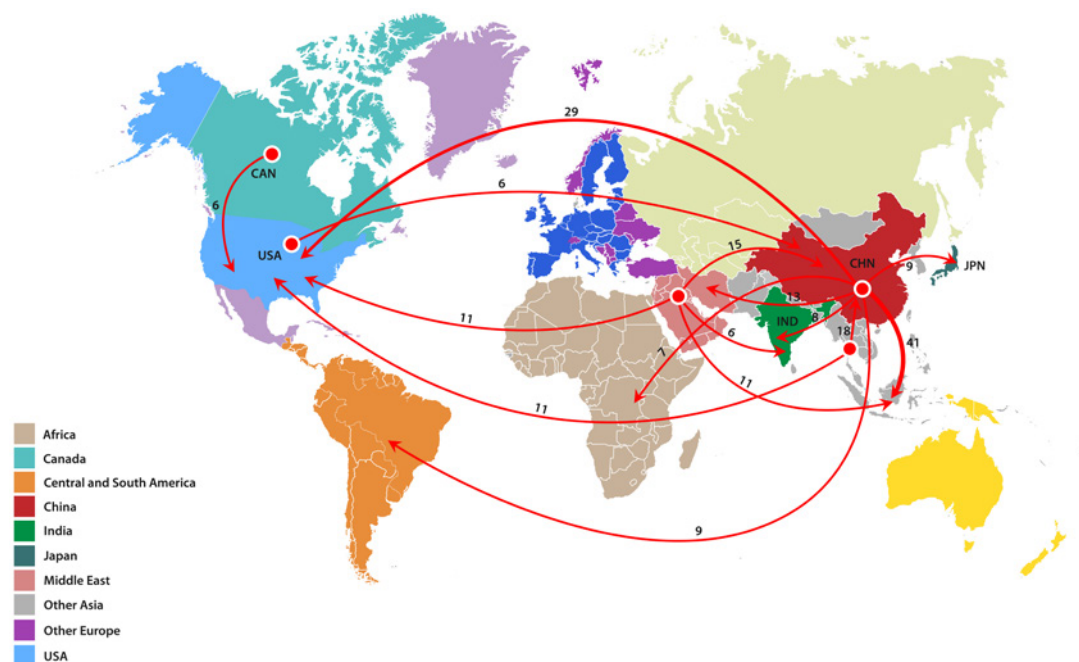 29
CAN
6
6
USA
15
CHN
9
JPN
13
IND
8
11
6
18
41
7
11
11
9
Africa
Canada
Central and South America
China
India
Japan
Middle East
Other Asia
Other Europe
USA